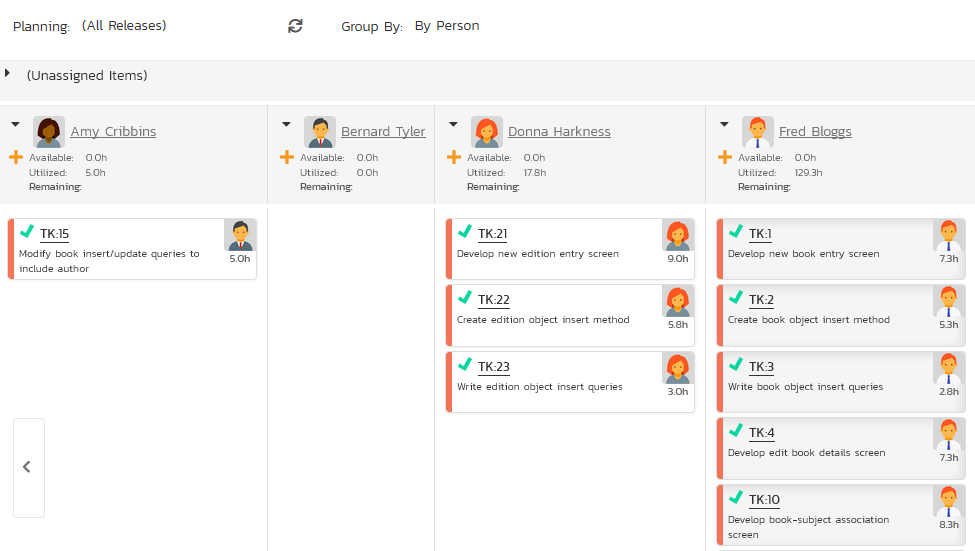 Planning: (All Releases) Group By: By Person
(Unassigned Items)
Amy Cribbins
Available: 0.0h
Utilized: 5.0h
Remaining:
Bernard Tyler
Available: 0.0h
Utilized: 0.0h
Remaining:
Donna Harkness
Available: 0.0h
Utilized: 17.8h
Remaining:
Fred Bloggs
Available: 0.0h
Utilized: 129.3h
Remaining:
TK:15
Modify book insert/update queries to
include author
5.0h
TK:21
Develop new edition entry screen
9.0h
TK:22
Create edition object insert method
5.8h
TK:23
Write edition object insert queries
3.0h
TK:1
Develop new book entry screen
7.3h
TK:2
Create book object insert method
5.3h
TK:3
Write book object insert queries
2.8h
TK:4
Develop edit book details screen
7.3h
TK:10
Develop book-subject association
screen
8.3h